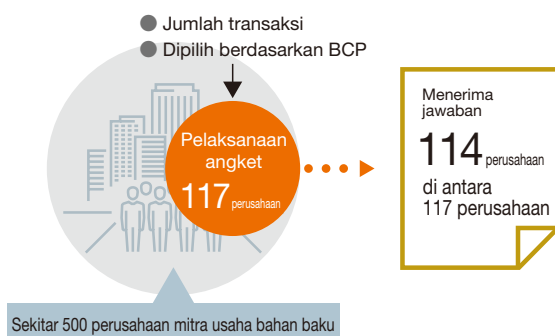 ● Jumlah transaksi
● Dipilih berdasarkan BCP
Pelaksanaan
angket
117 perusahaan
Menerima
jawaban
114 perusahaan
di antara
117 perusahaan
Sekitar 500 perusahaan mitra usaha bahan baku